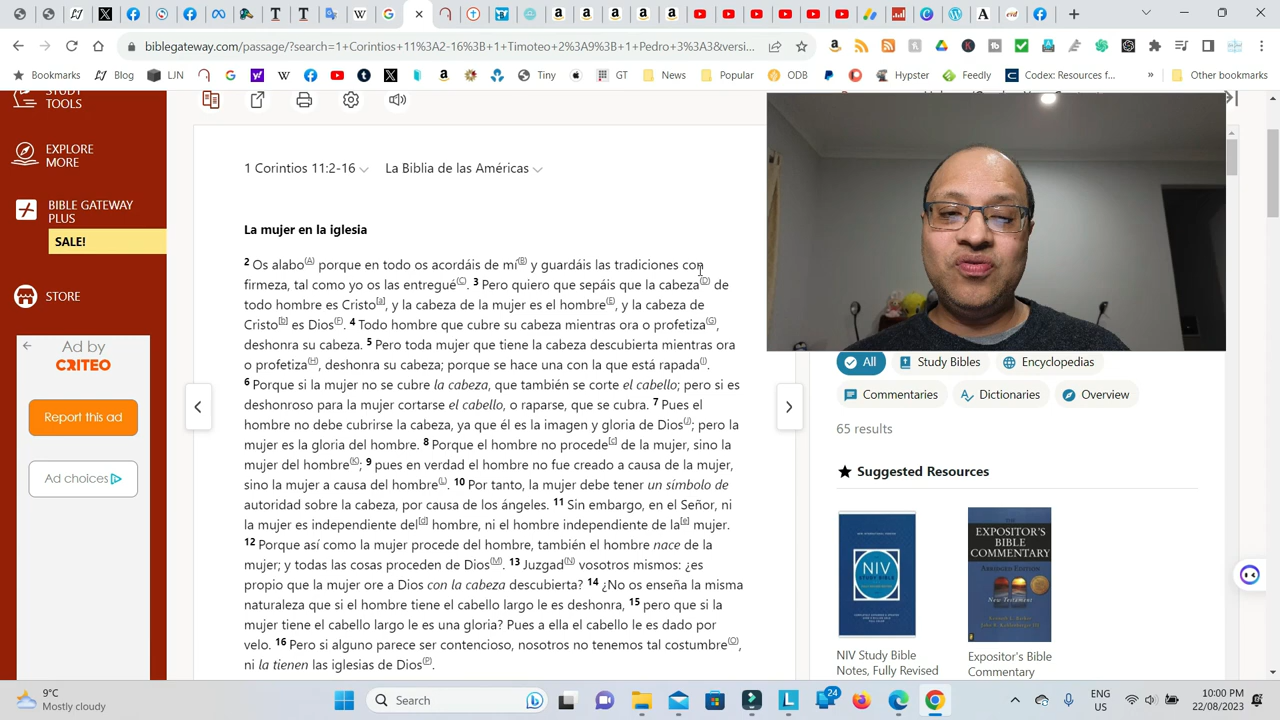 biblegateway.com/passage/?search=1+Corintios+11%3A2-16%3B+1+Timoteo+2%3A9%3B+1+Pedro+3%3A3&versi...
Bookmarks
Blog
LJN
Tiny
GT
News
Popular
ODB
Hypster
Feedly
Codex: Resources f...
»
Other bookmarks
STUDY
TOOLS
EXPLORE
MORE
BIBLE GATEWAY
PLUS
SALE!
STORE
Ad by
CRITEO
Report this ad
Ad choices
1 Corintios 11:2-16
La Biblia de las Américas
La mujer en la iglesia
2 Os alabo[A] porque en todo os acordáis de mí[B] y guardáis las tradiciones con
firmeza, tal como yo os las entregué[C]. 3 Pero quiero que sepáis que la cabeza[D] de
todo hombre es Cristo[a], y la cabeza de la mujer es el hombre[E], y la cabeza de
Cristo[b] es Dios[F]. 4 Todo hombre que cubre su cabeza mientras ora o profetiza[G],
deshonra su cabeza. 5 Pero toda mujer que tiene la cabeza descubierta mientras ora
o profetiza[H], deshonra su cabeza; porque se hace una con la que está rapada[I].
6 Porque si la mujer no se cubre la cabeza, que también se corte el cabello; pero si es
deshonroso para la mujer cortarse el cabello, o raparse, que se cubra. 7 Pues el
hombre no debe cubrirse la cabeza, ya que él es la imagen y gloria de Dios[J]; pero la
mujer es la gloria del hombre. 8 Porque el hombre no procede[c] de la mujer, sino la
mujer del hombre[K]; 9 pues en verdad el hombre no fue creado a causa de la mujer,
sino la mujer a causa del hombre[L]. 10 Por tanto, la mujer debe tener un símbolo de
autoridad sobre la cabeza, por causa de los ángeles. 11 Sin embargo, en el Señor, ni
la mujer es independiente del[d] hombre, ni el hombre independiente de la[e] mujer.
12 Porque así como la mujer procede del hombre, también el hombre nace de la
mujer; y todas las cosas proceden de Dios[M]. 13 Juzgad[N] vosotros mismos: ¿es
propio que la mujer ore a Dios con la cabeza descubierta? 14 ¿No os enseña la misma
naturaleza que si el hombre tiene el cabello largo le es deshonra, 15 pero que si la
mujer tiene el cabello largo le es una gloria? Pues a ella el cabello le es dado por
velo. 16 Pero si alguno parece ser contencioso, nosotros no tenemos tal costumbre[O],
ni la tienen las iglesias de Dios[P].
All
Study Bibles
Encyclopedias
Commentaries
Dictionaries
Overview
65 results
Suggested Resources
NIV
STUDY BIBLE
EXPOSITOR'S
BIBLE
COMMENTARY
New Testament
NIV Study Bible
Notes, Fully Revised
Expositor's Bible
Commentary
9°C
Mostly cloudy
Search
24
ENG
US
10:00 PM
22/08/2023